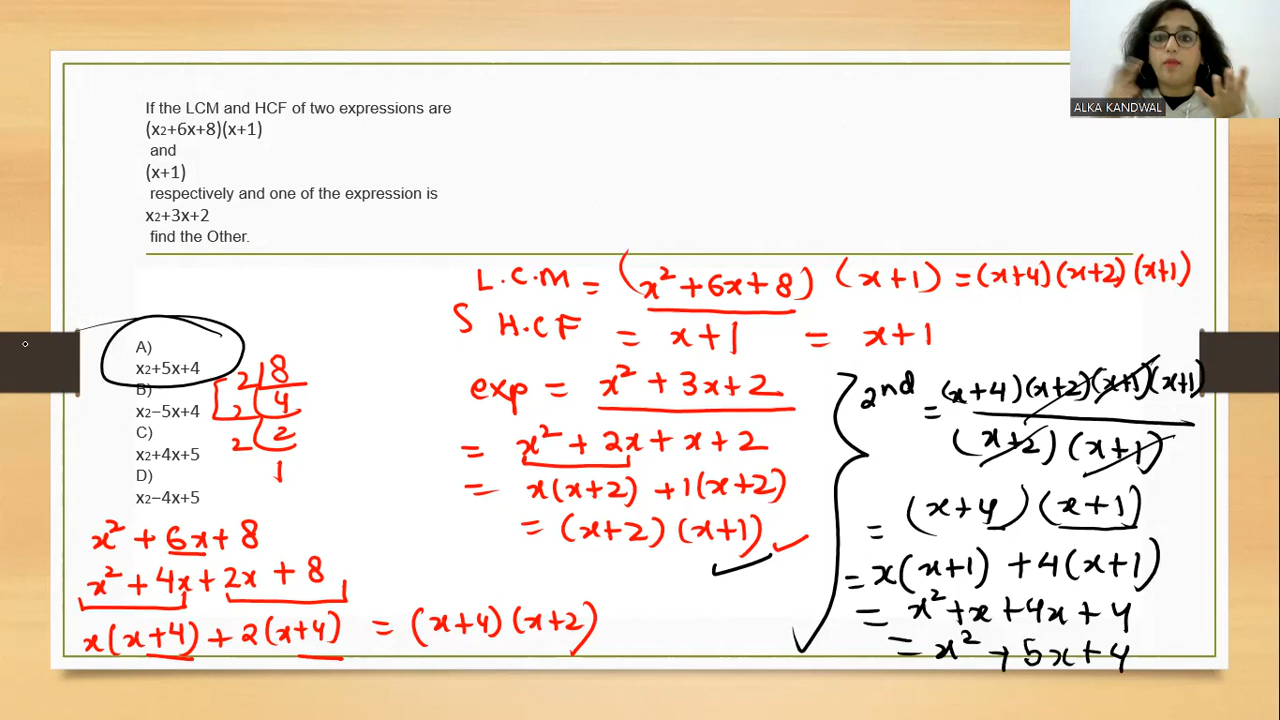 ALKA KANDWAL
If the LCM and HCF of two expressions are
(x2+6x+8)(x+1)
and
(x+1)
respectively and one of the expression is
x2+3x+2
find the Other.
L.C.M = (x²+6x+8) (x+1) = (x+4)(x+2)(x+1)
S H.C.F = x+1 = x+1
exp = x² + 3x + 2
= x² + 2x + x + 2
= x(x+2) + 1(x+2)
= (x+2) (x+1)
A)
x2+5x+4
B)
x2−5x+4
C)
x2+4x+5
D)
x2−4x+5
2 8
2 4
2 2
1
x² + 6x + 8
x² + 4x + 2x + 8
x(x+4) + 2(x+4) = (x+4)(x+2)
2nd = (x+4)(x+2)(x+1)(x+1)
(x+2) (x+1)
= (x+4) (x+1)
= x(x+1) + 4(x+1)
= x²+x+4x+4
= x²+5x+4